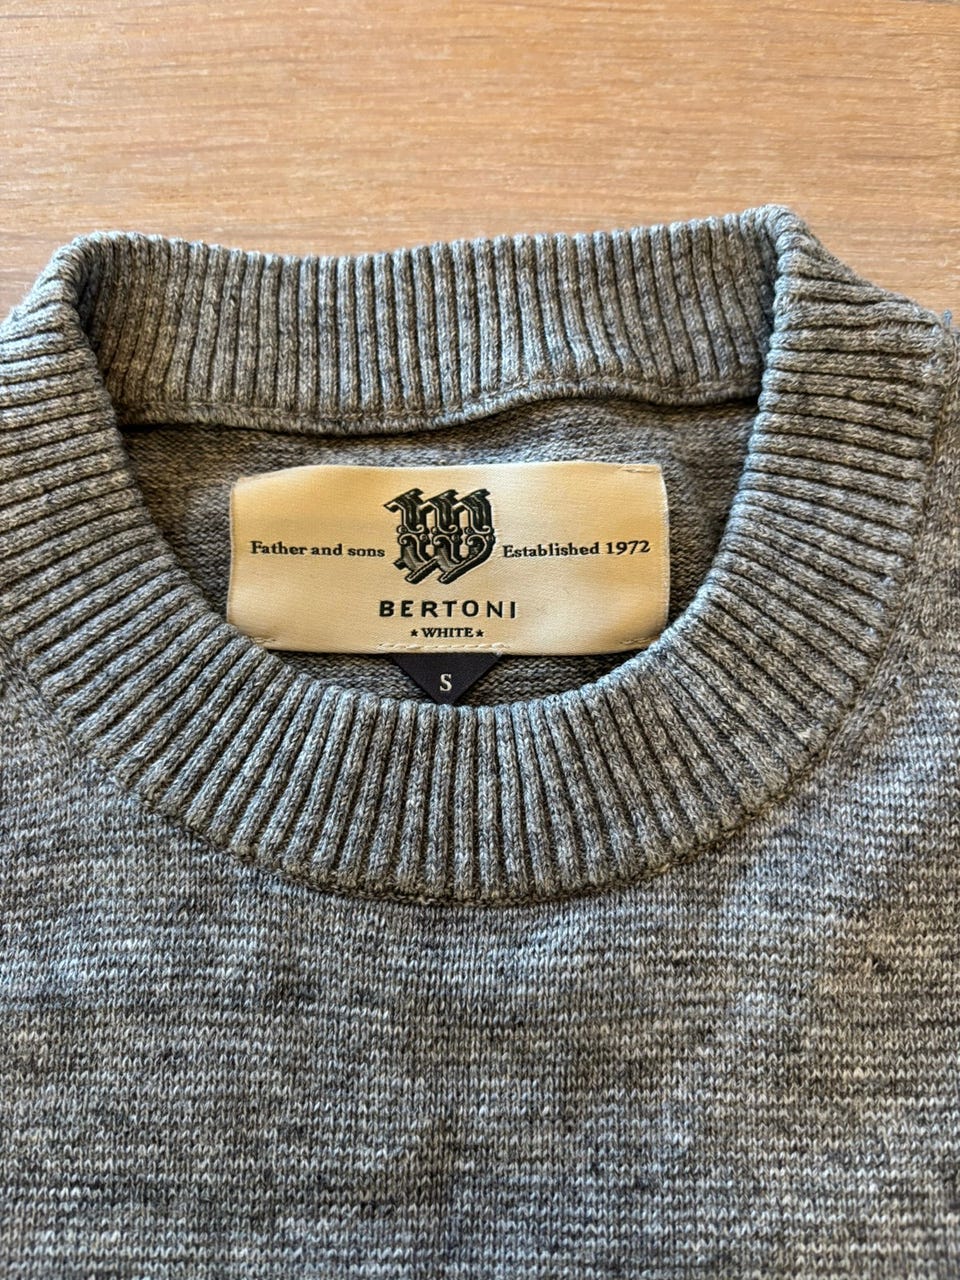 Father and sons W Established 1972
BERTONI
★ WHITE ★
S